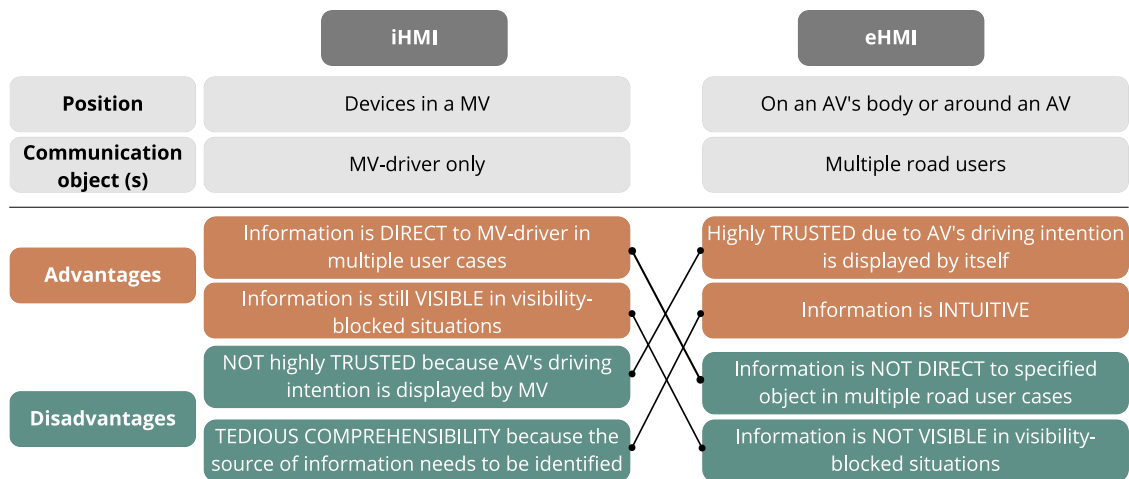 iHMI
eHMI
Position
Devices in a MV
On an AV's body or around an AV
Communication
object (s)
MV-driver only
Multiple road users
Advantages
Information is DIRECT to MV-driver in
multiple user cases
Highly TRUSTED due to AV's driving intention
is displayed by itself
Information is still VISIBLE in visibility-
blocked situations
Information is INTUITIVE
Disadvantages
NOT highly TRUSTED because AV's driving
intention is displayed by MV
Information is NOT DIRECT to specified
object in multiple road user cases
TEDIOUS COMPREHENSIBILITY because the
source of information needs to be identified
Information is NOT VISIBLE in visibility-
blocked situations